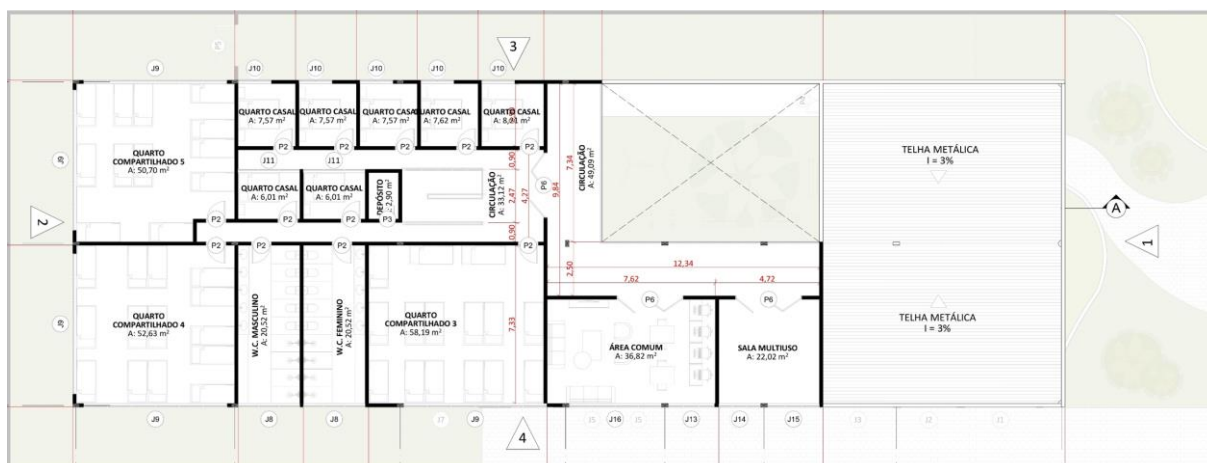 3
J9
J10
J10
J10
J10
J10
QUARTO CASAL
A: 7,57 m²
QUARTO CASAL
A: 7,57 m²
QUARTO CASAL
A: 7,57 m²
QUARTO CASAL
A: 7,62 m²
QUARTO CASAL
P2
P2
P2
P2
P2
J9
QUARTO
COMPARTILHADO 5
A: 50,70 m²
J11
J11
0,90
QUARTO CASAL
A: 6,01 m²
QUARTO CASAL
A: 6,01 m²
DEPÓSITO
2,90 m²
CIRCULAÇÃO
A: 33,12 m²
2,47
4,27
P6
9,84
7,34
CIRCULAÇÃO
A: 49,09 m²
TELHA METÁLICA
I = 3%
A
2
P2
P2
P2
P3
0,90
1
P2
P2
P2
P2
2,50
12,34
7,62
4,72
J9
QUARTO
COMPARTILHADO 4
A: 52,63 m²
W.C. MASCULINO
A: 20,52 m²
W.C. FEMININO
A: 20,52 m²
QUARTO
COMPARTILHADO 3
A: 58,19 m²
7,33
P6
P6
ÁREA COMUM
A: 36,82 m²
SALA MULTIUSO
A: 22,02 m²
TELHA METÁLICA
I = 3%
J9
J8
J8
J7
J9
4
J5
J16
J5
J13
J14
J15
J3
J2
J1